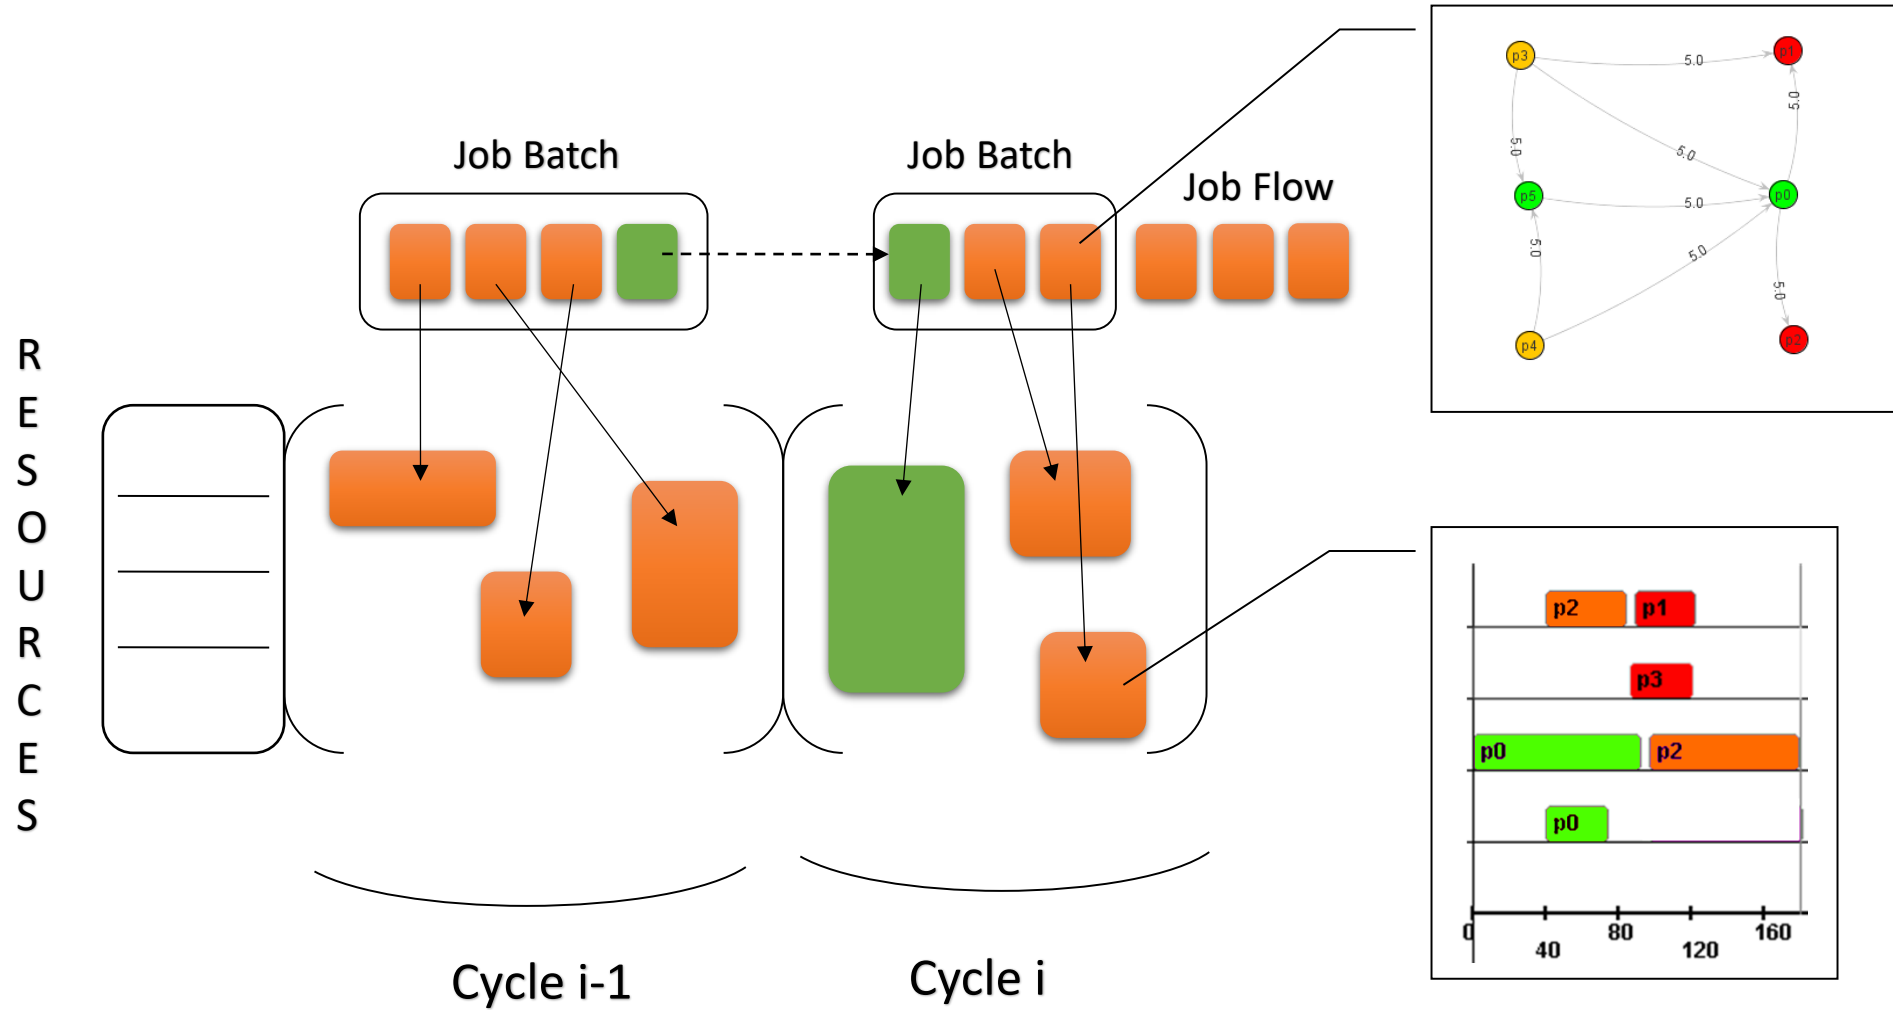 Job Batch
Job Batch
Job Flow
R
E
S
O
U
R
C
E
S
Cycle i-1
Cycle i
p3
5.0
p1
5.0
5.0
5.0
p5
5.0
p0
5.0
5.0
5.0
p4
p2
p2 p1
p3
p0 p2
p0
0 40 80 120 160